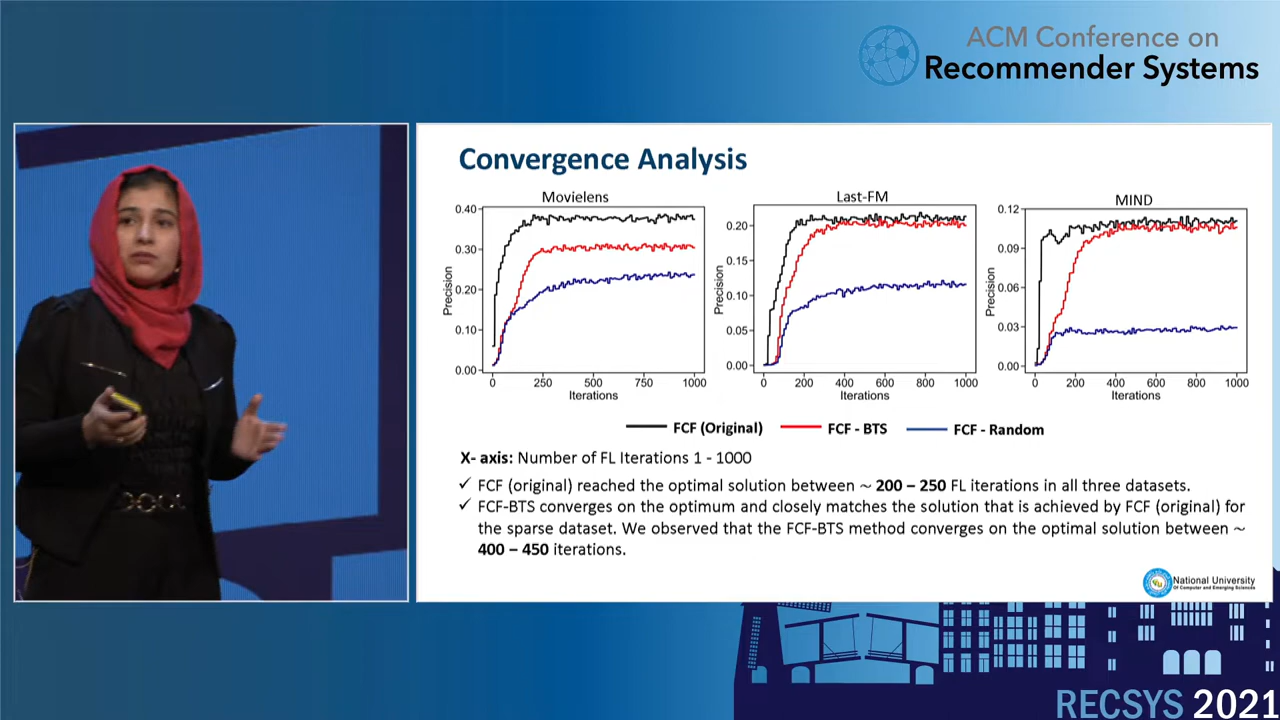 ACM Conference on
Recommender Systems
Convergence Analysis
Movielens
Last-FM
MIND
0.40
0.30
0.20
0.10
0.00
Precision
0
250
500
750
1000
Iterations
0.20
0.15
0.10
0.05
0.00
Precision
0
200
400
600
800
1000
Iterations
0.12
0.09
0.06
0.03
0.00
Precision
0
200
400
600
800
1000
Iterations
FCF (Original)
FCF - BTS
FCF - Random
X- axis: Number of FL Iterations 1 - 1000
✓ FCF (original) reached the optimal solution between ~ 200 – 250 FL iterations in all three datasets.
✓ FCF-BTS converges on the optimum and closely matches the solution that is achieved by FCF (original) for
the sparse dataset. We observed that the FCF-BTS method converges on the optimal solution between ~
400 – 450 iterations.
National University
Of Computer and Emerging Sciences
RECSYS 2021